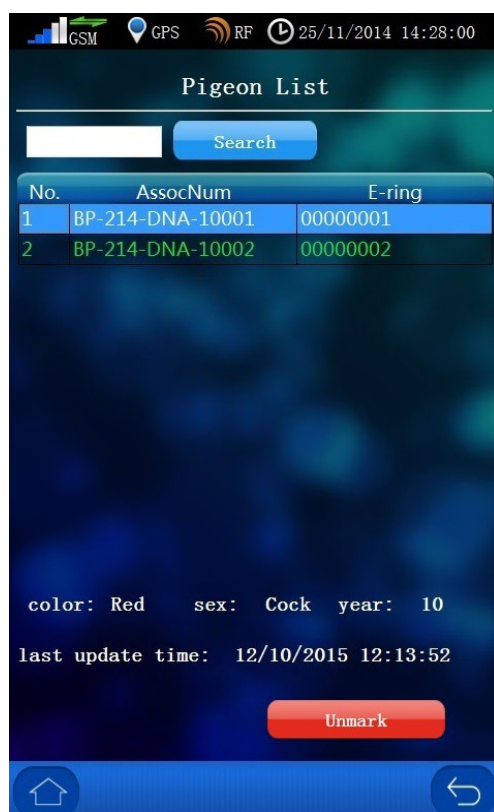 GSM GPS RF 25/11/2014 14:28:00
Pigeon List
Search
No. AssocNum E-ring
1 BP-214-DNA-10001 00000001
2 BP-214-DNA-10002 00000002
color: Red sex: Cock year: 10
last update time: 12/10/2015 12:13:52
Unmark